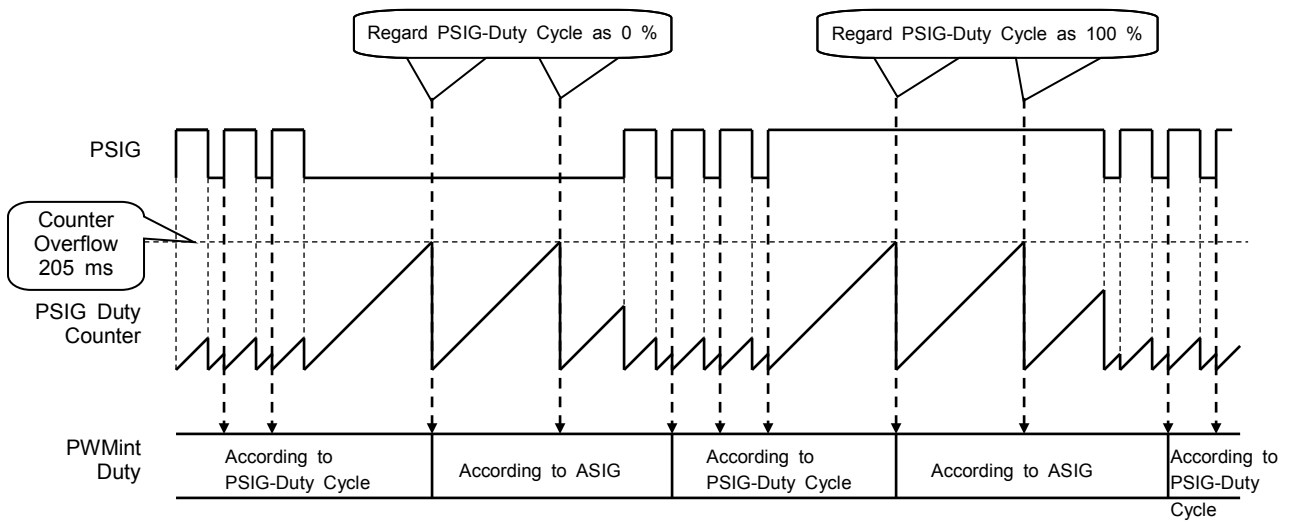 Regard PSIG-Duty Cycle as 0 %
Regard PSIG-Duty Cycle as 100 %
PSIG
Counter
Overflow
205 ms
PSIG Duty
Counter
PWMint
Duty
According to
PSIG-Duty Cycle
According to ASIG
According to
PSIG-Duty Cycle
According to ASIG
According to
PSIG-Duty
Cycle